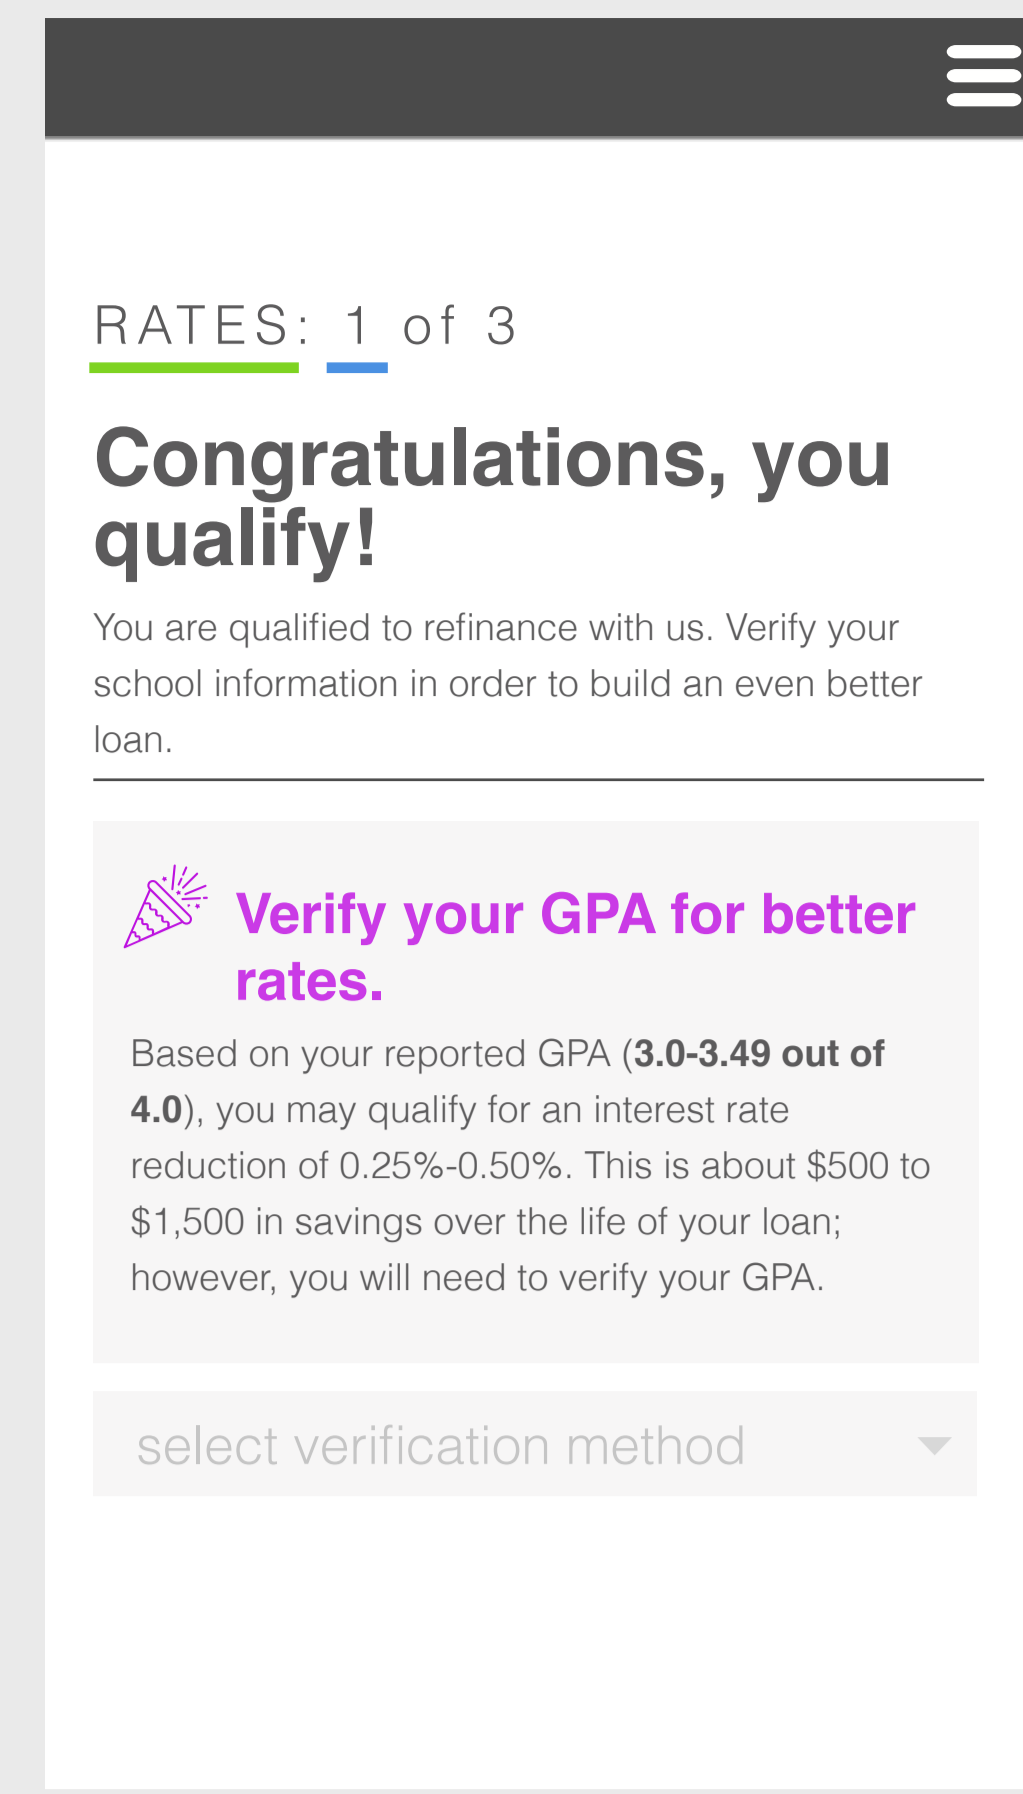 RATES: 1 of 3
Congratulations, you
qualify!
You are qualified to refinance with us. Verify your
school information in order to build an even better
loan.
Verify your GPA for better
rates.
Based on your reported GPA (3.0-3.49 out of
4.0), you may qualify for an interest rate
reduction of 0.25%-0.50%. This is about $500 to
$1,500 in savings over the life of your loan;
however, you will need to verify your GPA.
select verification method